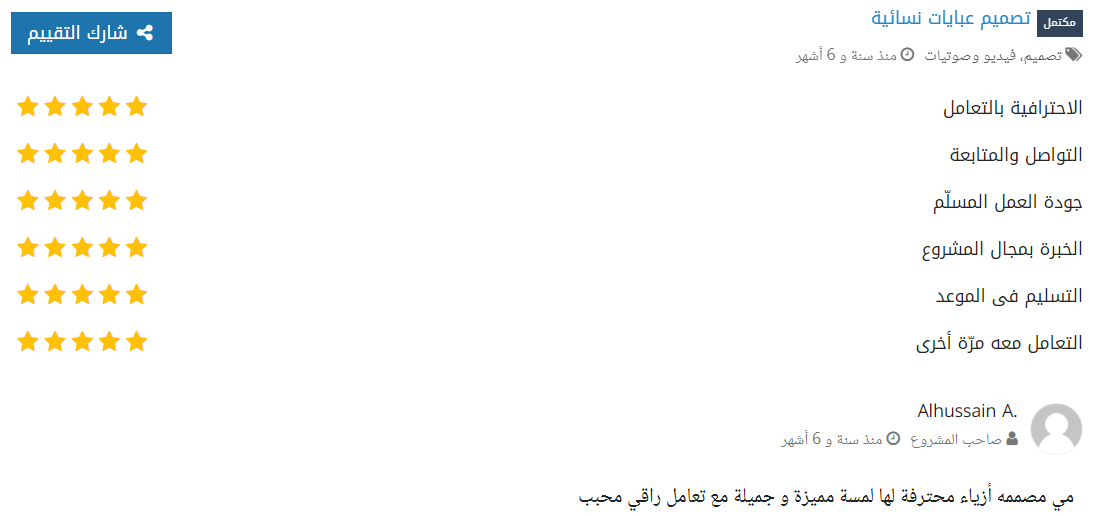 مكتمل تصميم عبايات نسائية
شارك التقييم
تصميم، فيديو وصوتيات منذ سنة و 6 أشهر
الاحترافية بالتعامل
التواصل والمتابعة
جودة العمل المسلّم
الخبرة بمجال المشروع
التسليم فى الموعد
التعامل معه مرّة أخرى
Alhussain A.
صاحب المشروع منذ سنة و 6 أشهر
مي مصممه أزياء محترفة لها لمسة مميزة و جميلة مع تعامل راقي محبب